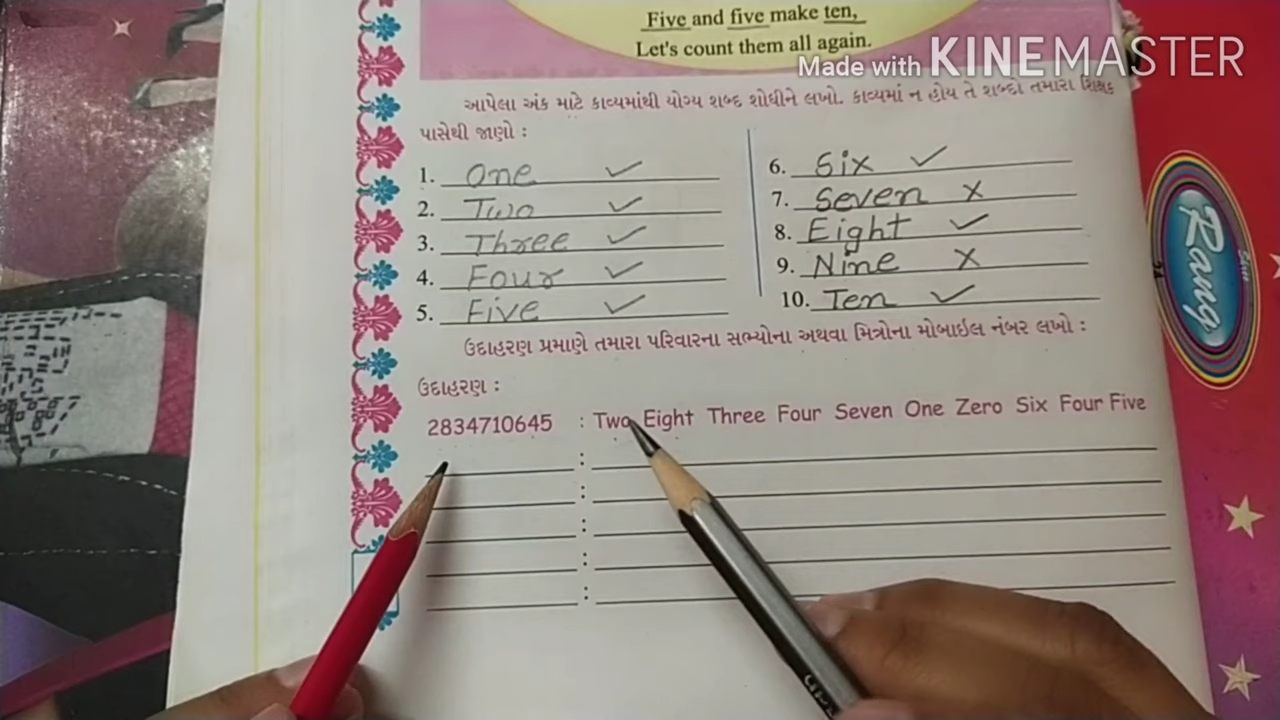 Five and five make ten,
Let's count them all again.
Made with KINEMASTER
આપેલા અંક માટે કાવ્યમાંથી યોગ્ય શબ્દ શોધીને લખો. કાવ્યમાં ન હોય તે શબ્દો તમારા શિક્ષક
પાસેથી જાણો :
1. One ✓
2. Two ✓
3. Three ✓
4. Four ✓
5. Five ✓
6. Six ✓
7. Seven ×
8. Eight ✓
9. Nine ×
10. Ten ✓
ઉદાહરણ પ્રમાણે તમારા પરિવારના સભ્યોના અથવા મિત્રોના મોબાઇલ નંબર લખો :
ઉદાહરણ :
2834710645 : Two Eight Three Four Seven One Zero Six Four Five
:
:
:
:
:
Rang